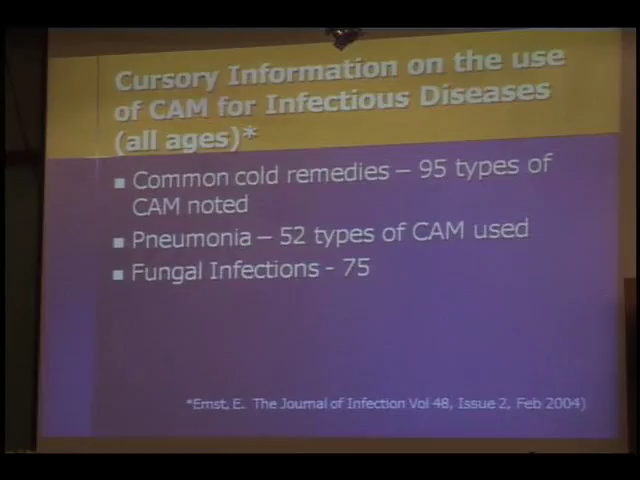 Cursory Information on the use
of CAM for Infectious Diseases
(all ages)*
■ Common cold remedies – 95 types of
CAM noted
■ Pneumonia – 52 types of CAM used
■ Fungal Infections - 75
*Ernst, E. The Journal of Infection Vol 48, Issue 2, Feb 2004)